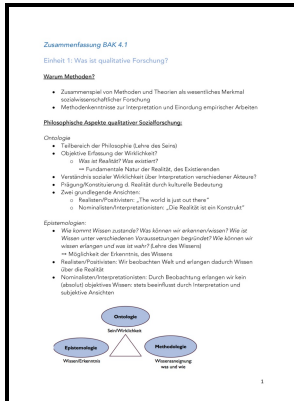 Zusammenfassung BAK 4.1
Einheit 1: Was ist qualitative Forschung?
Warum Methoden?
• Zusammenspiel von Methoden und Theorien als wesentliches Merkmal
sozialwissenschaftlicher Forschung
• Methodenkenntnisse zur Interpretation und Einordung empirischer Arbeiten
Philosophische Aspekte qualitativer Sozialforschung:
Ontologie
• Teilbereich der Philosophie (Lehre des Seins)
• Objektive Erfassung der Wirklichkeit?
o Was ist Realität? Was existiert?
⇒ Fundamentale Natur der Realität, des Existierenden
• Verständnis sozialer Wirklichkeit über Interpretation verschiedener Akteure?
• Prägung/Konstituierung d. Realität durch kulturelle Bedeutung
• Zwei grundlegende Ansichten:
o Realisten/Positivisten: „The world is just out there"
o Nominalisten/Interpretationisten: „Die Realität ist ein Konstrukt"
Epistemologien:
• Wie kommt Wissen zustande? Was können wir erkennen/wissen? Wie ist
Wissen unter verschiedenen Voraussetzungen begründet? Wie können wir
wissen erlangen und was ist wahr? (Lehre des Wissens)
⇒ Möglichkeit der Erkenntnis, des Wissens
• Realisten/Positivisten: Wir beobachten Welt und erlangen dadurch Wissen
über die Realität
• Nominalisten/Interpretationisten: Durch Beobachtung erlangen wir kein
(absolut) objektives Wissen: stets beeinflusst durch Interpretation und
subjektive Ansichten
Ontologie
Sein/Wirklichkeit
Epistemologie
Methodologie
Wissen/Erkenntnis
Wissensaneignung:
was und wie
1